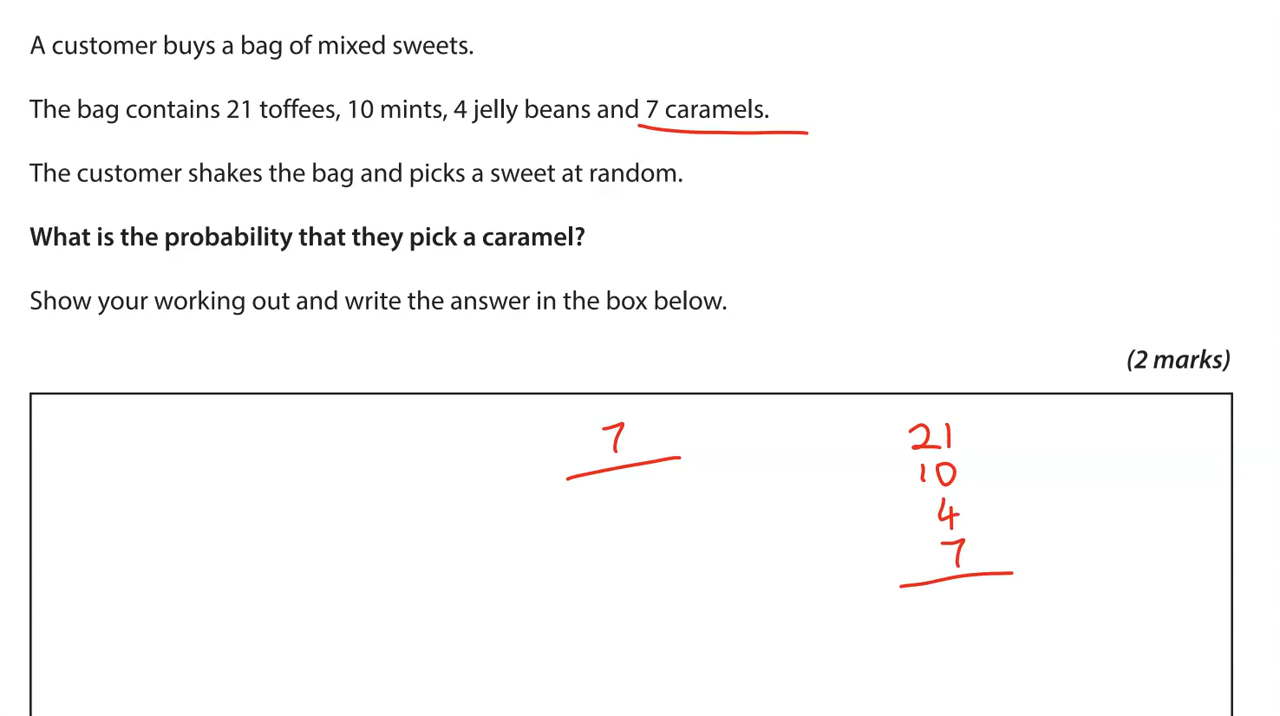 A customer buys a bag of mixed sweets.
The bag contains 21 toffees, 10 mints, 4 jelly beans and 7 caramels.
The customer shakes the bag and picks a sweet at random.
What is the probability that they pick a caramel?
Show your working out and write the answer in the box below.
(2 marks)
7
21
10
4
7